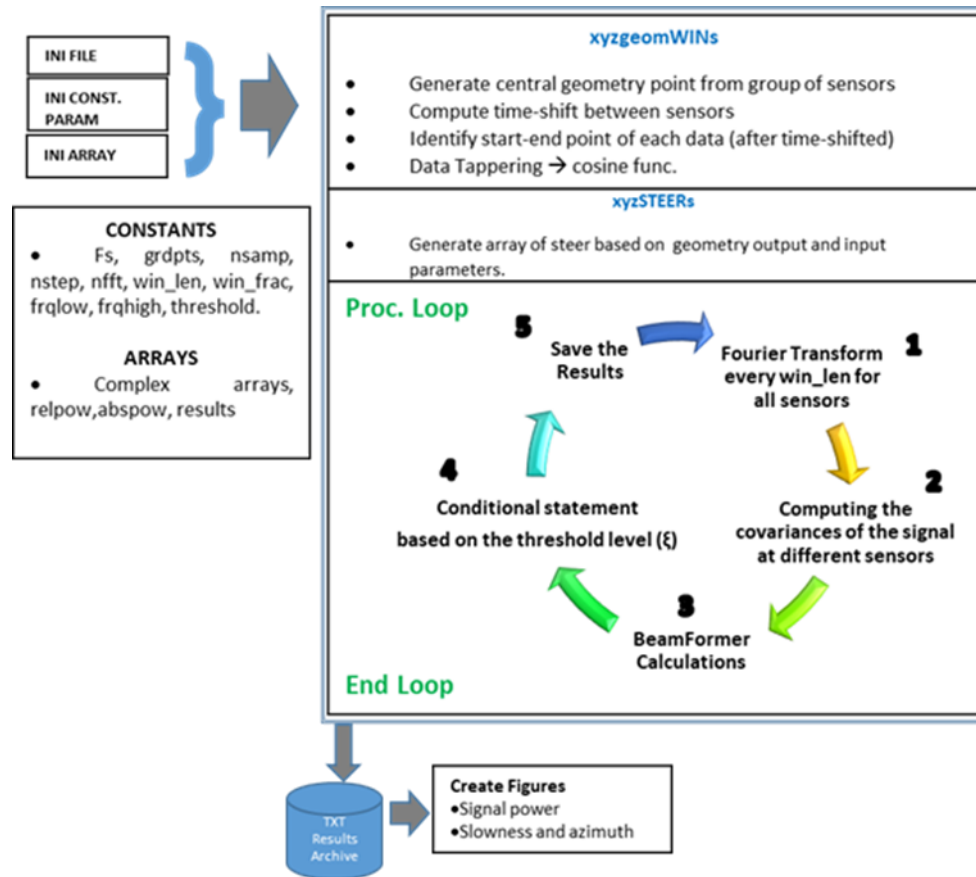 INI FILE
INI CONST.
PARAM
INI ARRAY
CONSTANTS
• Fs, grdpts, nsamp,
nstep, nfft, win_len, win_frac,
frqlow, frqhigh, threshold.
ARRAYS
• Complex arrays,
relpow,abspow, results
xyzgeomWINs
• Generate central geometry point from group of sensors
• Compute time-shift between sensors
• Identify start-end point of each data (after time-shifted)
• Data Tappering → cosine func.
xyzSTEERs
• Generate array of steer based on geometry output and input
parameters.
Proc. Loop
1
Fourier Transform
every win_len for
all sensors
2
Computing the
covariances of the signal
at different sensors
3
BeamFormer
Calculations
4
Conditional statement
based on the threshold level (ξ)
5
Save the
Results
End Loop
TXT
Results
Archive
Create Figures
•Signal power
•Slowness and azimuth